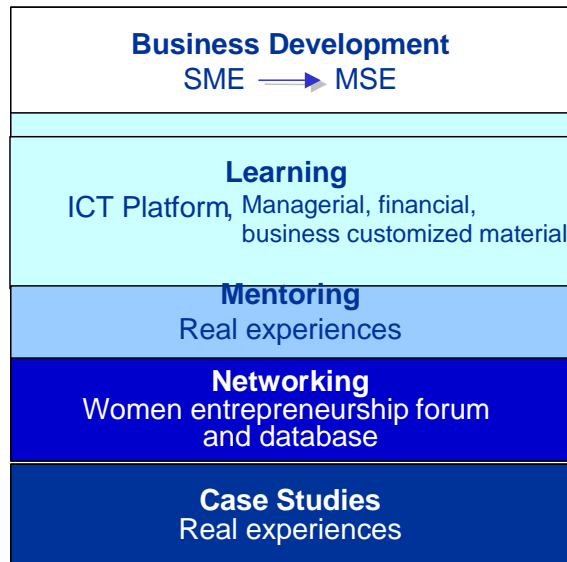 Business Development
SME MSE
Learning
ICT Platform, Managerial, financial,
business customized material
Mentoring
Real experiences
Networking
Women entrepreneurship forum
and database
Case Studies
Real experiences